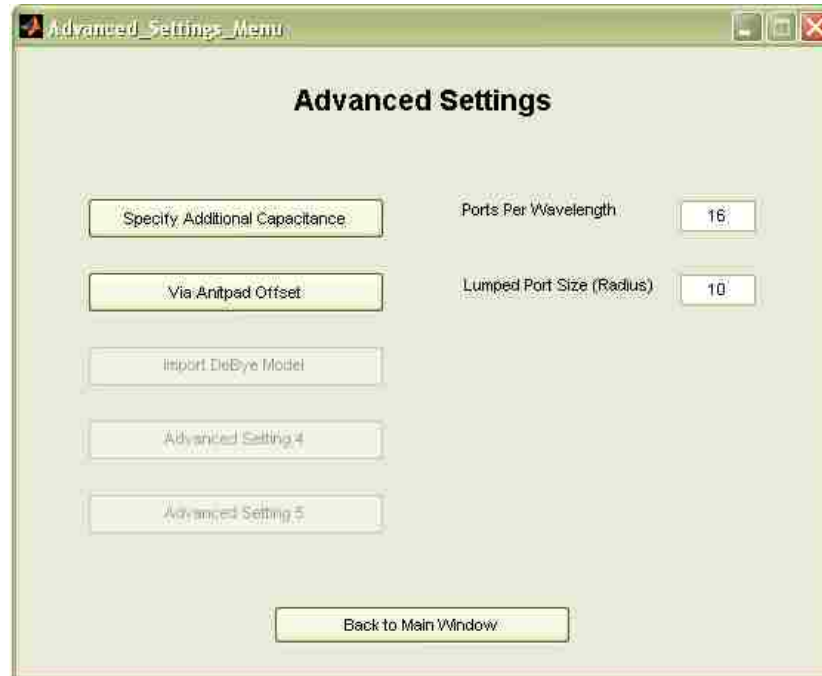 Advanced_Settings_Menu
Advanced Settings
Specify Additional Capacitance
Ports Per Wavelength
16
Via Anitpad Offset
Lumped Port Size (Radius)
10
Import DeBye Model
Advanced Setting 4
Advanced Setting 5
Back to Main Window